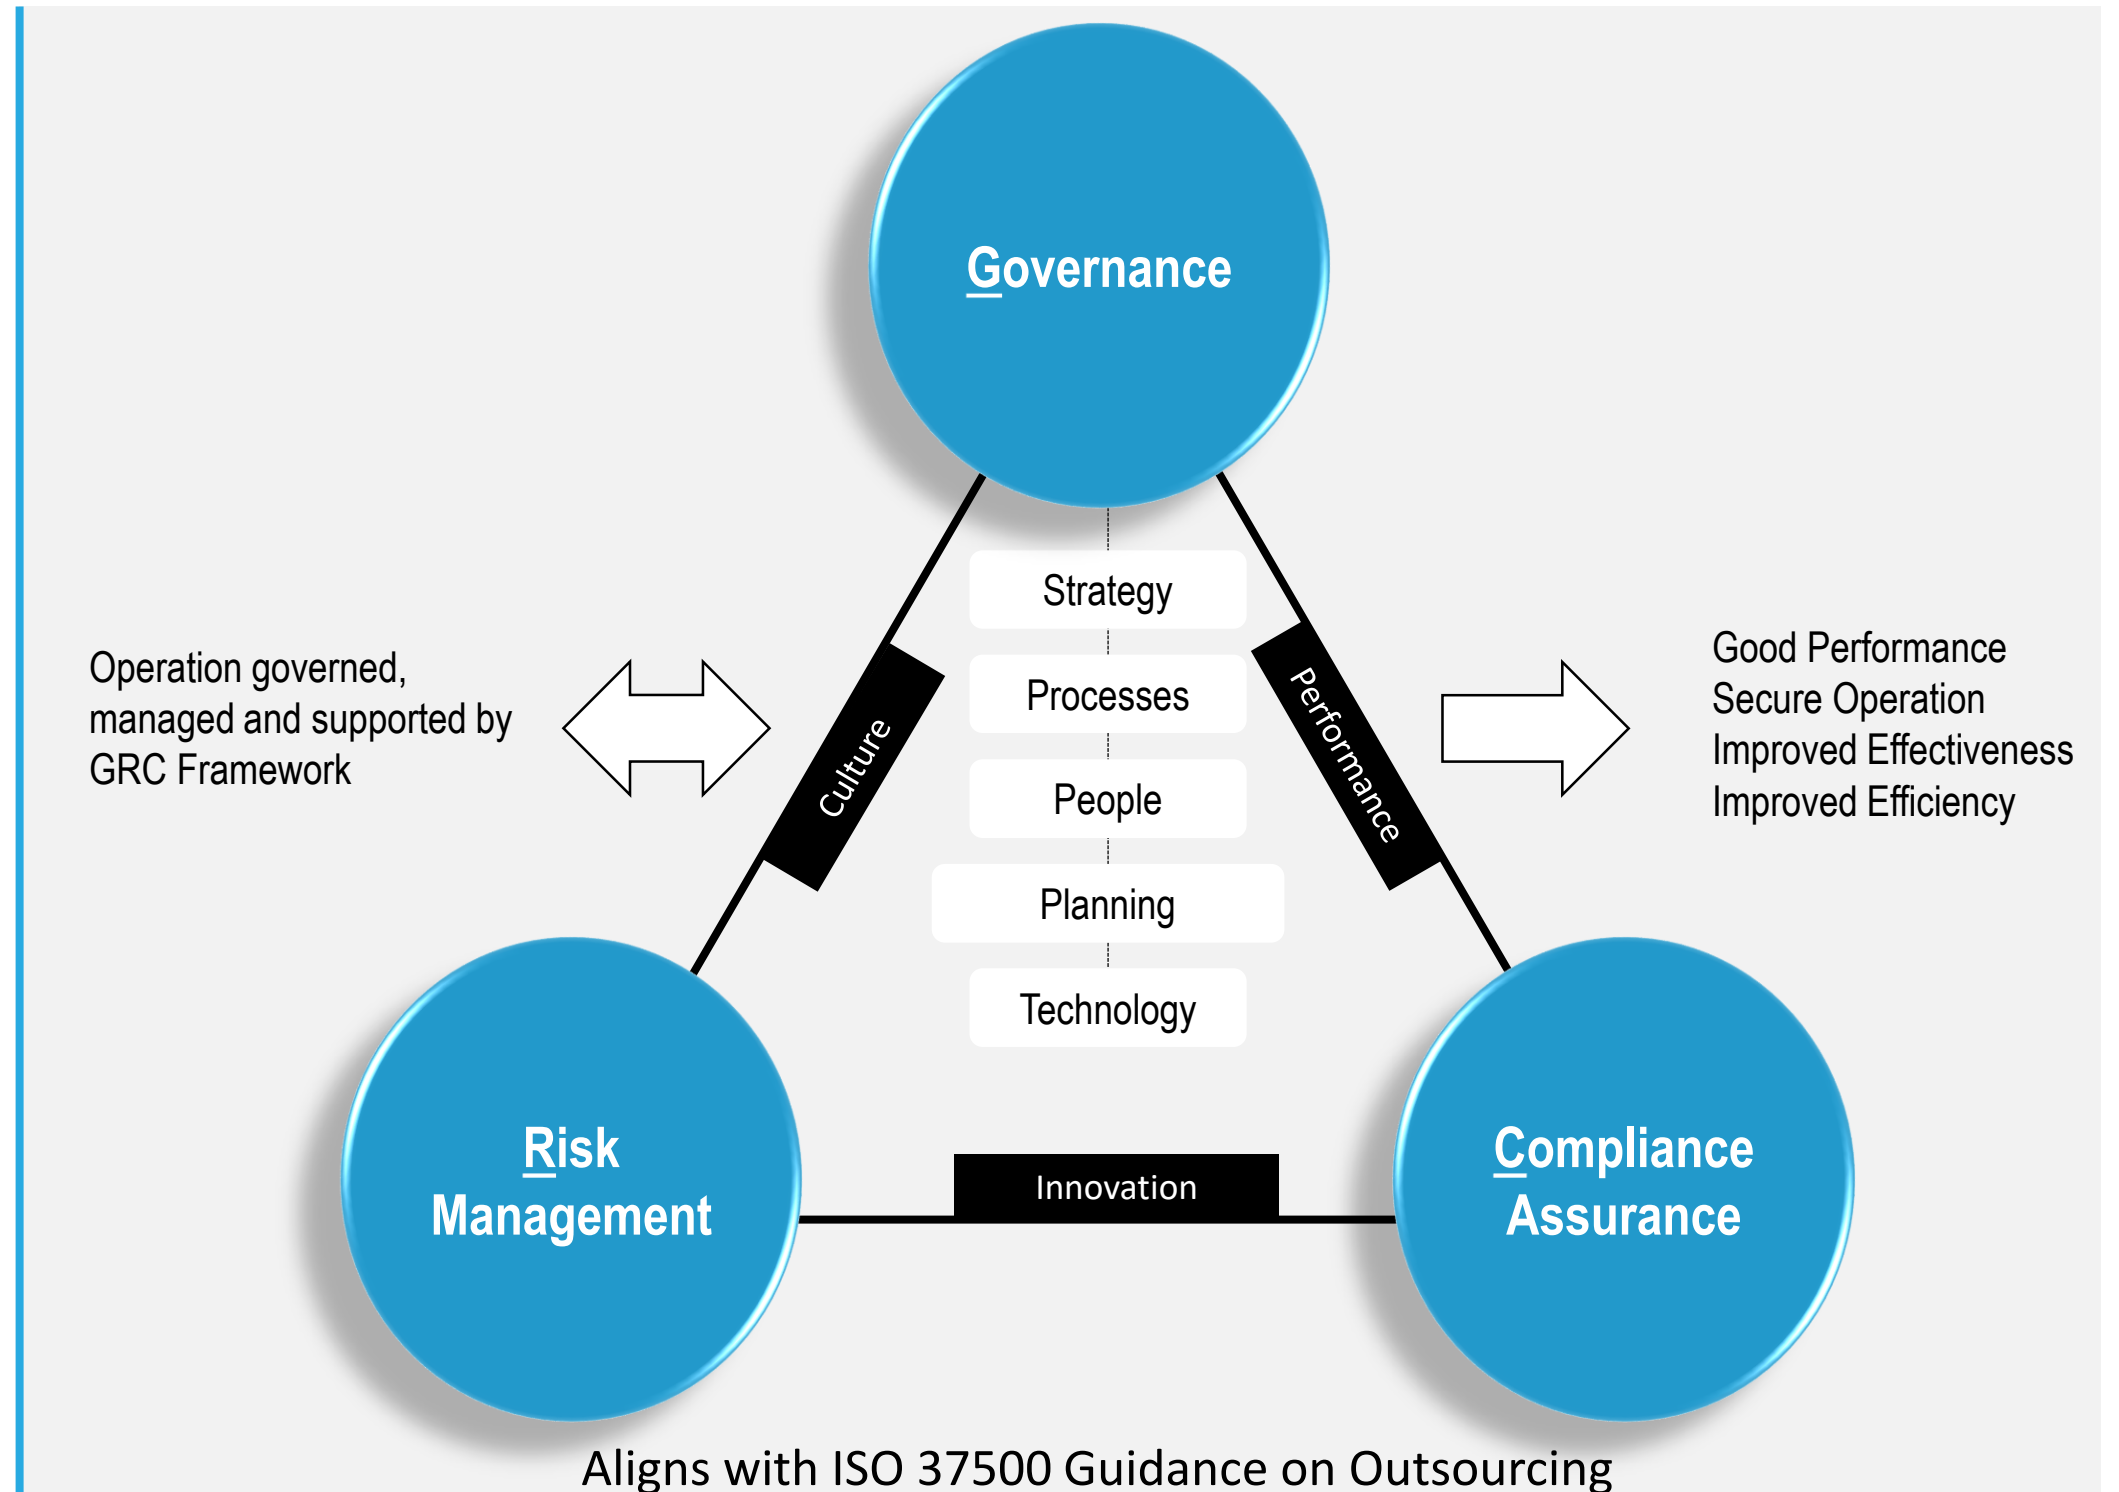 Governance
Strategy
Processes
People
Planning
Technology
Culture
Performance
Innovation
Operation governed,
managed and supported by
GRC Framework
Good Performance
Secure Operation
Improved Effectiveness
Improved Efficiency
Risk
Management
Compliance
Assurance
Aligns with ISO 37500 Guidance on Outsourcing